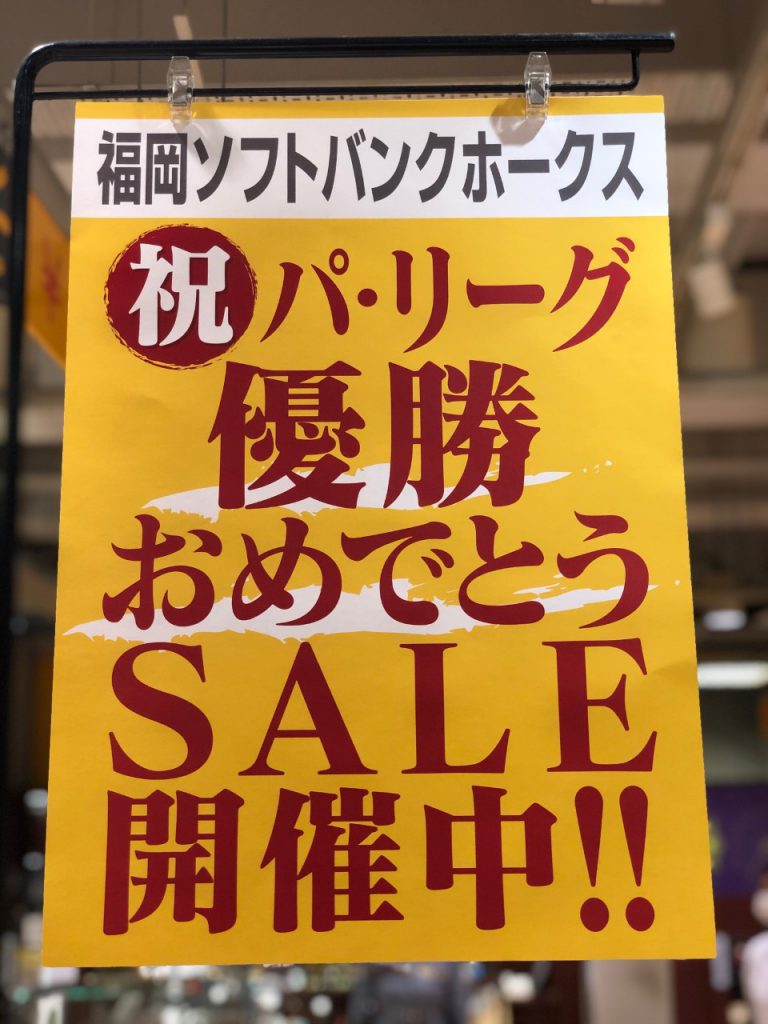 福岡ソフトバンクホークス
祝 パ・リーグ
優勝
おめでとう
SALE
開催中!!